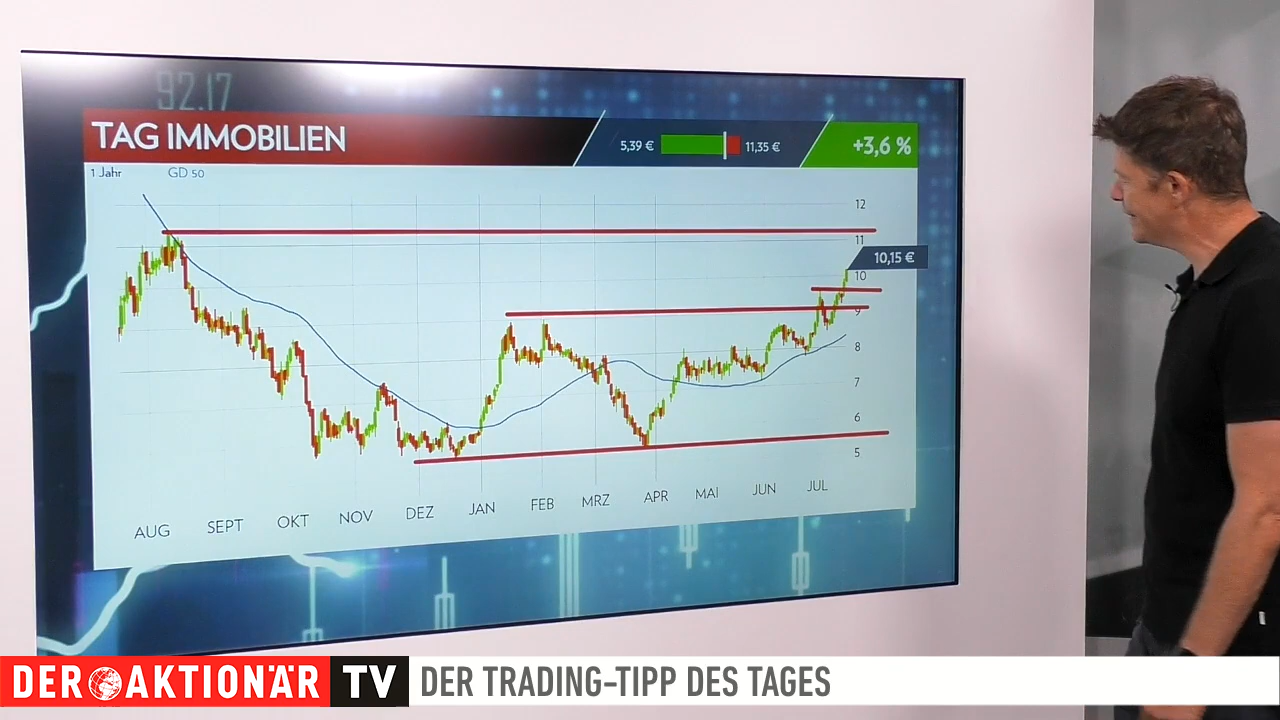 92.17
TAG IMMOBILIEN
5,39 €
11,35 €
+3,6 %
1 Jahr
GD 50
12
11
10,15 €
10
9
8
7
6
5
AUG SEPT OKT NOV DEZ JAN FEB MRZ APR MAI JUN JUL
DER AKTIONÄR TV DER TRADING-TIPP DES TAGES